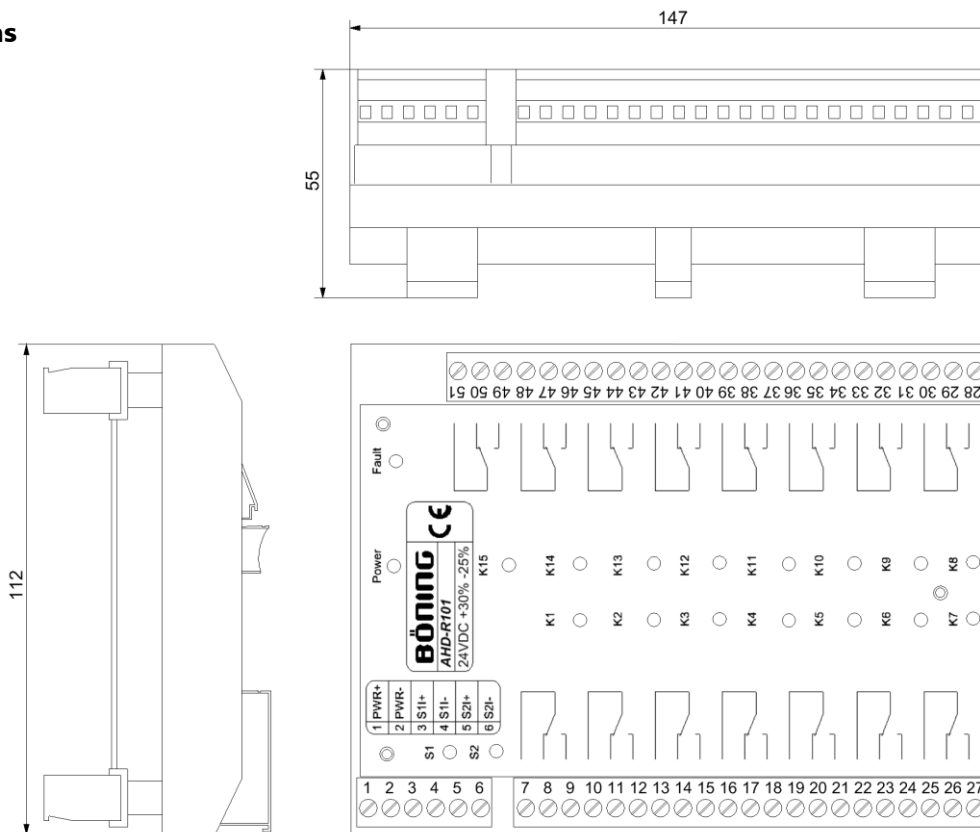 ns
147
55
112
51 50 49 48 47 46 45 44 43 42 41 40 39 38 37 36 35 34 33 32 31 30 29 28
Fault
Power
BÖNING CE
AHD-R101
24VDC +30% -25%
K15 K14 K13 K12 K11 K10 K9 K8
K1 K2 K3 K4 K5 K6 K7
1 PWR+
2 PWR-
3 S1I+
4 S1I-
5 S2I+
6 S2I-
S1 S2
1 2 3 4 5 6 7 8 9 10 11 12 13 14 15 16 17 18 19 20 21 22 23 24 25 26 27